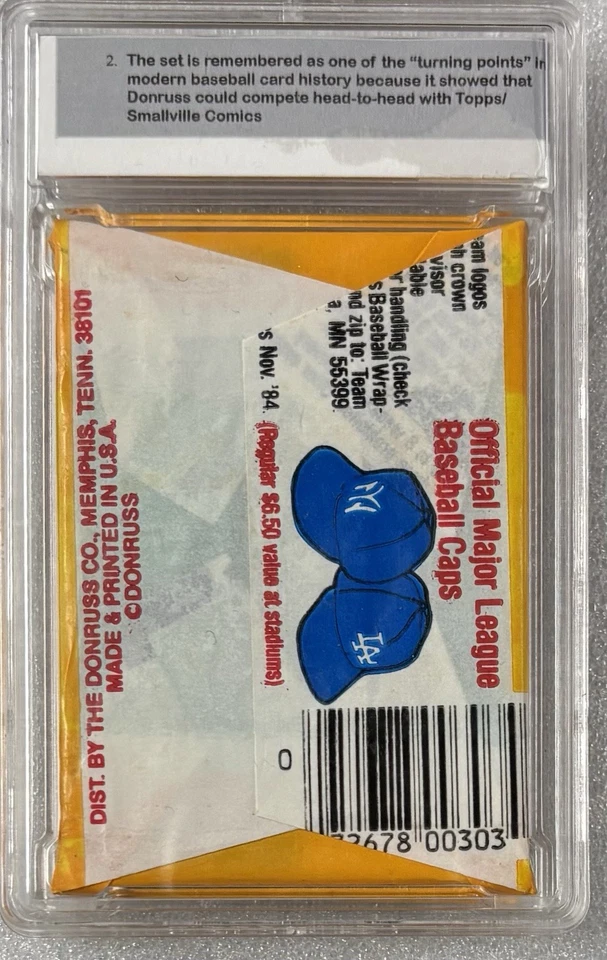 2. The set is remembered as one of the “turning points” in
modern baseball card history because it showed that
Donruss could compete head-to-head with Topps/
Smallville Comics
DIST. BY THE DONRUSS CO., MEMPHIS, TENN. 38101
MADE & PRINTED IN U.S.A.
©DONRUSS
am logos
h crown
visor
able
r handling (check
s Baseball Wrap-
nd zip to: Team
a, MN 55399.
s Nov. '84.
Official Major League
Baseball Caps
(Regular $6.50 value at stadiums)
NY
LA
0
72678 00303